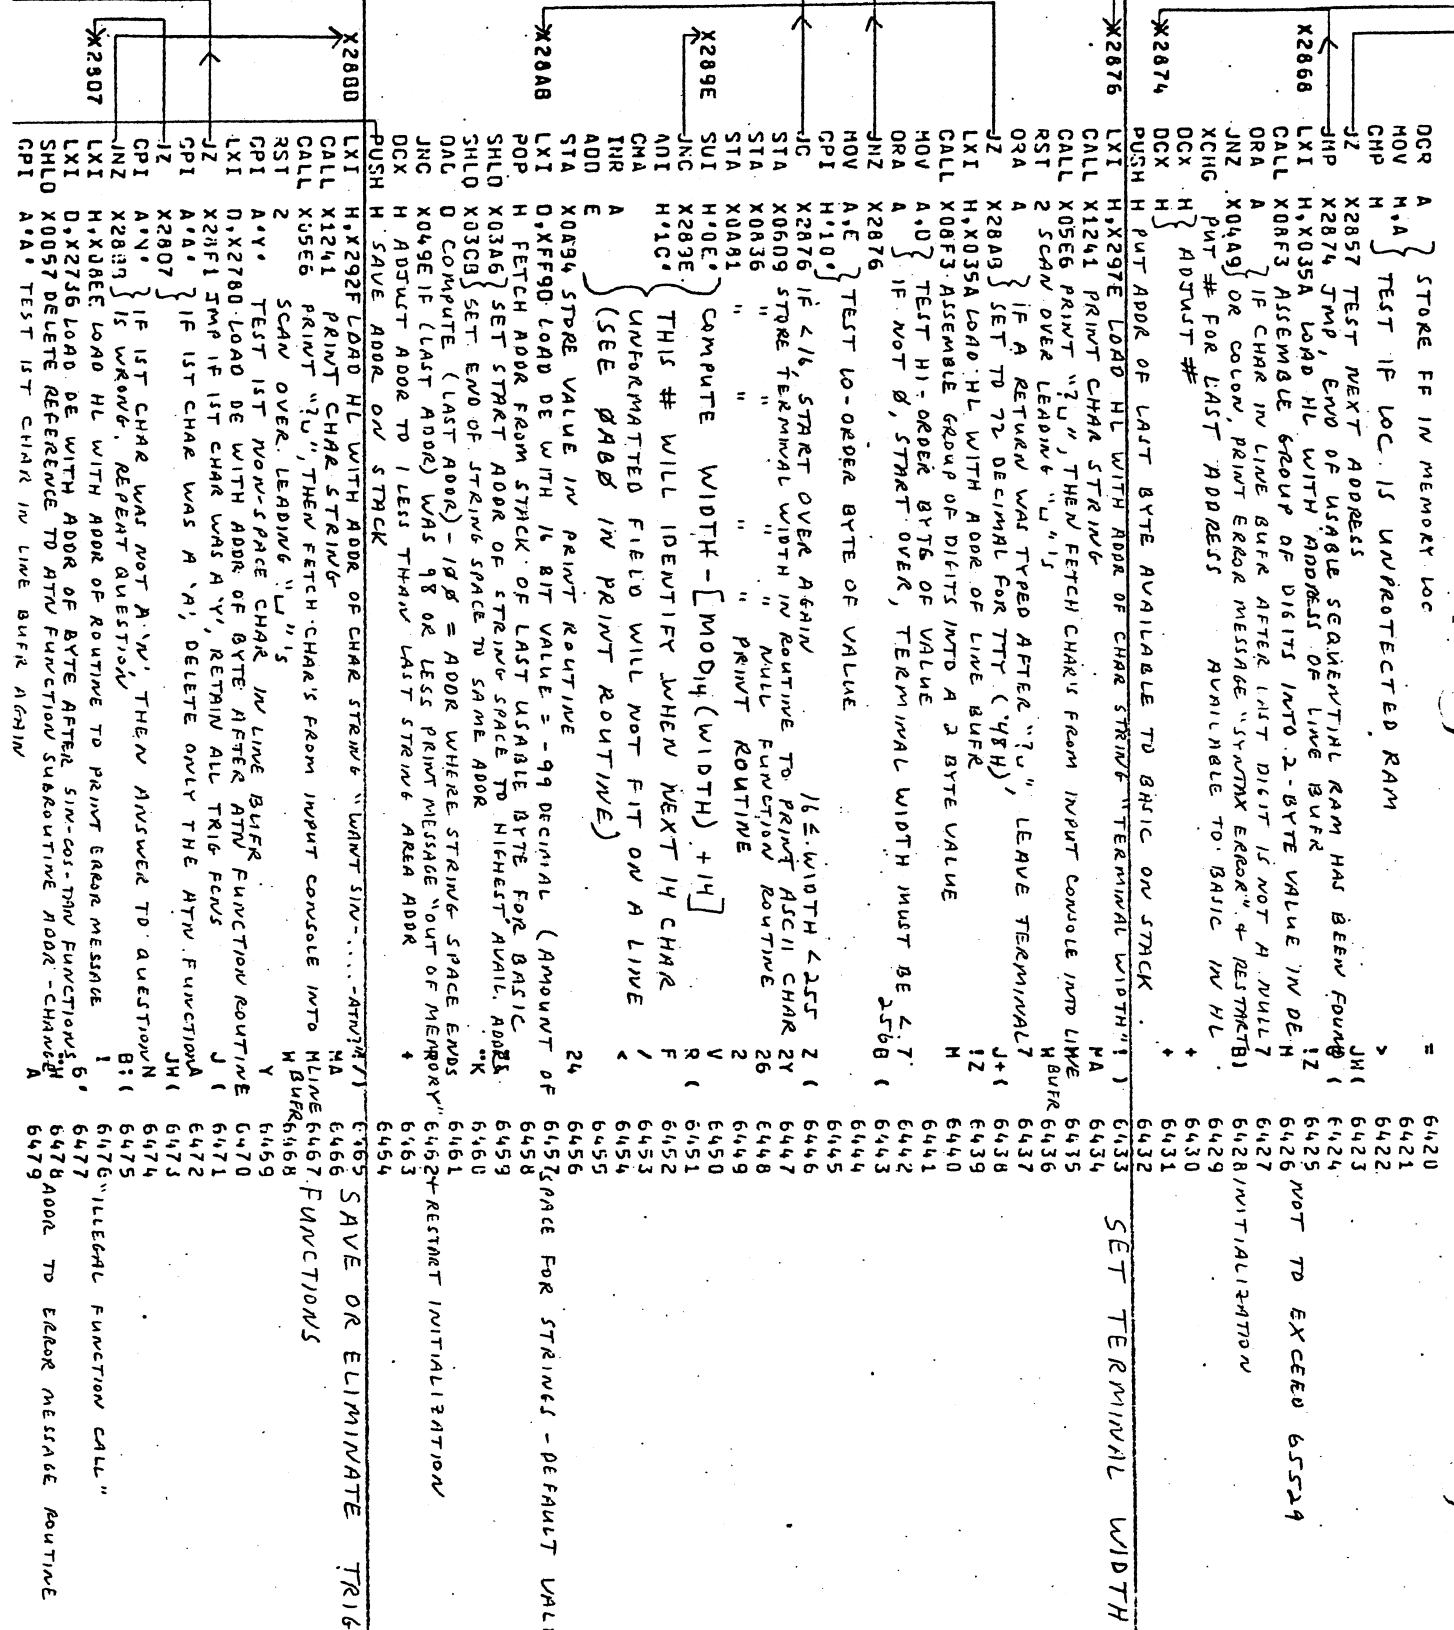 DCR A } STORE FF IN MEMORY LOC = 6420
MOV M,A 6421
CMP M } TEST IF LOC. IS UNPROTECTED RAM > 6422
JZ X2857 TEST NEXT ADDRESS JW( 6423
JMP X2874 JMP, END OF USABLE SEQUENTIAL RAM HAS BEEN FOUND ( 6424
X2868 LXI H,X035A LOAD HL WITH ADDRESS OF LINE BUFR !Z 6425
CALL X08F3 ASSEMBLE GROUP OF DIGITS INTO 2-BYTE VALUE IN DE M 6426 NOT TO EXCEED 65529
ORA A } IF CHAR IN LINE BUFR AFTER LAST DIGIT IS NOT A NULL 7 6427
JNZ X04A9 } OR COLON, PRINT ERROR MESSAGE "SYNTAX ERROR" & RESTART B) 6428 INITIALIZATION
XCHG PUT # FOR LAST ADDRESS AVAILABLE TO BASIC IN HL 6429
DCX H } ADJUST # + 6430
X2874 DCX H } + 6431
PUSH H PUT ADDR OF LAST BYTE AVAILABLE TO BASIC ON STACK. 6432
X2876 LXI H,X297E LOAD HL WITH ADDR OF CHAR STRING "TERMINAL WIDTH" ! ) 6433 SET TERMINAL WIDTH
CALL X1241 PRINT CHAR STRING MA 6434
CALL X05E6 PRINT "?␣", THEN FETCH CHAR'S FROM INPUT CONSOLE INTO LINE 6435
RST 2 SCAN OVER LEADING "␣"'S W BUFR 6436
ORA A } IF A RETURN WAS TYPED AFTER "?␣" LEAVE TERMINAL 7 6437
JZ X28AB } SET TO 72 DECIMAL FOR TTY ('48H), J+( 6438
LXI H,X035A LOAD HL WITH ADDR OF LINE BUFR !Z 6439
CALL X08F3 ASSEMBLE GROUP OF DIGITS INTO A 2 BYTE VALUE M 6440
MOV A,D } TEST HI-ORDER BYTE OF VALUE 6441
ORA A } IF NOT Ø, START OVER, TERMINAL WIDTH MUST BE < 7 6442
JNZ X2876 256 B ( 6443
MOV A,E } TEST LO-ORDER BYTE OF VALUE 6444
CPI H'10' 6445
JC X2876 IF < 16, START OVER AGAIN 16 ≤ WIDTH < 255 Z ( 6446
STA X0609 STORE TERMINAL WIDTH IN ROUTINE TO PRINT ASCII CHAR 2Y 6447
STA X0A36 " " " " NULL FUNCTION ROUTINE 26 6448
STA X0A81 " " " " PRINT ROUTINE 2 6449
X289E SUI H'0E' } COMPUTE WIDTH - [MOD14(WIDTH) + 14] V 6450
JNC X289E R ( 6451
ADI H'1C' THIS # WILL IDENTIFY WHEN NEXT 14 CHAR F 6452
CMA UNFORMATTED FIELD WILL NOT FIT ON A LINE / 6453
INR A (SEE ØAB0 IN PRINT ROUTINE) < 6454
ADD E 6455
STA X0A94 STORE VALUE IN PRINT ROUTINE 24 6456
X28AB LXI D,XFF9D LOAD DE WITH 16 BIT VALUE = -99 DECIMAL (AMOUNT OF 6457 SPACE FOR STRINGS - DEFAULT VAL
POP H FETCH ADDR FROM STACK OF LAST USABLE BYTE FOR BASIC 6458
SHLD X03A6 } SET START ADDR OF STRING SPACE TO HIGHEST AVAIL. ADDR 6459
SHLD X03CB } SET END OF STRING SPACE TO SAME ADDR "K 6460
DAD D COMPUTE (LAST ADDR) - 100 = ADDR WHERE STRING SPACE ENDS 6461
JNC X049E IF (LAST ADDR) WAS 98 OR LESS PRINT MESSAGE "OUT OF MEMORY" 6462 & RESTART INITIALIZATION
DCX H ADJUST ADDR TO 1 LESS THAN LAST STRING AREA ADDR + 6463
PUSH H SAVE ADDR ON STACK 6464
X28BD LXI H,X292F LOAD HL WITH ADDR OF CHAR STRING "WANT SIN-....-ATN?" !/) 6465 SAVE OR ELIMINATE TRIG
CALL X1241 PRINT CHAR STRING MA 6466
CALL X05E6 PRINT "?␣", THEN FETCH CHAR'S FROM INPUT CONSOLE INTO M LINE 6467 FUNCTIONS
RST 2 SCAN OVER LEADING "␣"'S W BUFR 6468
CPI A'Y' TEST 1ST NON-SPACE CHAR IN LINE BUFR Y 6469
LXI D,X2780 LOAD DE WITH ADDR OF BYTE AFTER ATN FUNCTION ROUTINE 6470
JZ X28F1 JMP IF 1ST CHAR WAS A 'Y', RETAIN ALL TRIG FCNS J ( 6471
CPI A'A' } IF 1ST CHAR WAS A 'A', DELETE ONLY THE ATN FUNCTION A 6472
JZ X2807 JW( 6473
CPI A'N' } IF 1ST CHAR WAS NOT A 'N', THEN ANSWER TO QUESTION N 6474
JNZ X28BD } IS WRONG. REPEAT QUESTION B:( 6475
LXI H,X08EE LOAD HL WITH ADDR OF ROUTINE TO PRINT ERROR MESSAGE ! 6476 "ILLEGAL FUNCTION CALL"
LXI D,X2736 LOAD DE WITH ADDR OF BYTE AFTER SIN-COS-TAN FUNCTIONS 6' 6477
SHLD X0057 DELETE REFERENCE TO ATN FUNCTION SUBROUTINE ADDR - CHANGE 6478 ADDR TO ERROR MESSAGE ROUTINE
X2807 CPI A'A' TEST 1ST CHAR IN LINE BUFR AGAIN A 6479